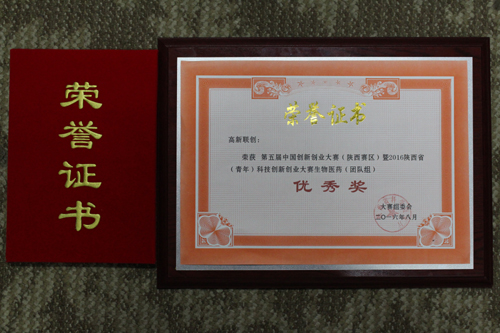 荣誉证书
荣誉证书
高新联创:
荣获 第五届中国创新创业大赛（陕西赛区）暨2016陕西省
（青年）科技创新创业大赛生物医药（团队组）
优秀奖
大赛组委会
二〇一六年八月